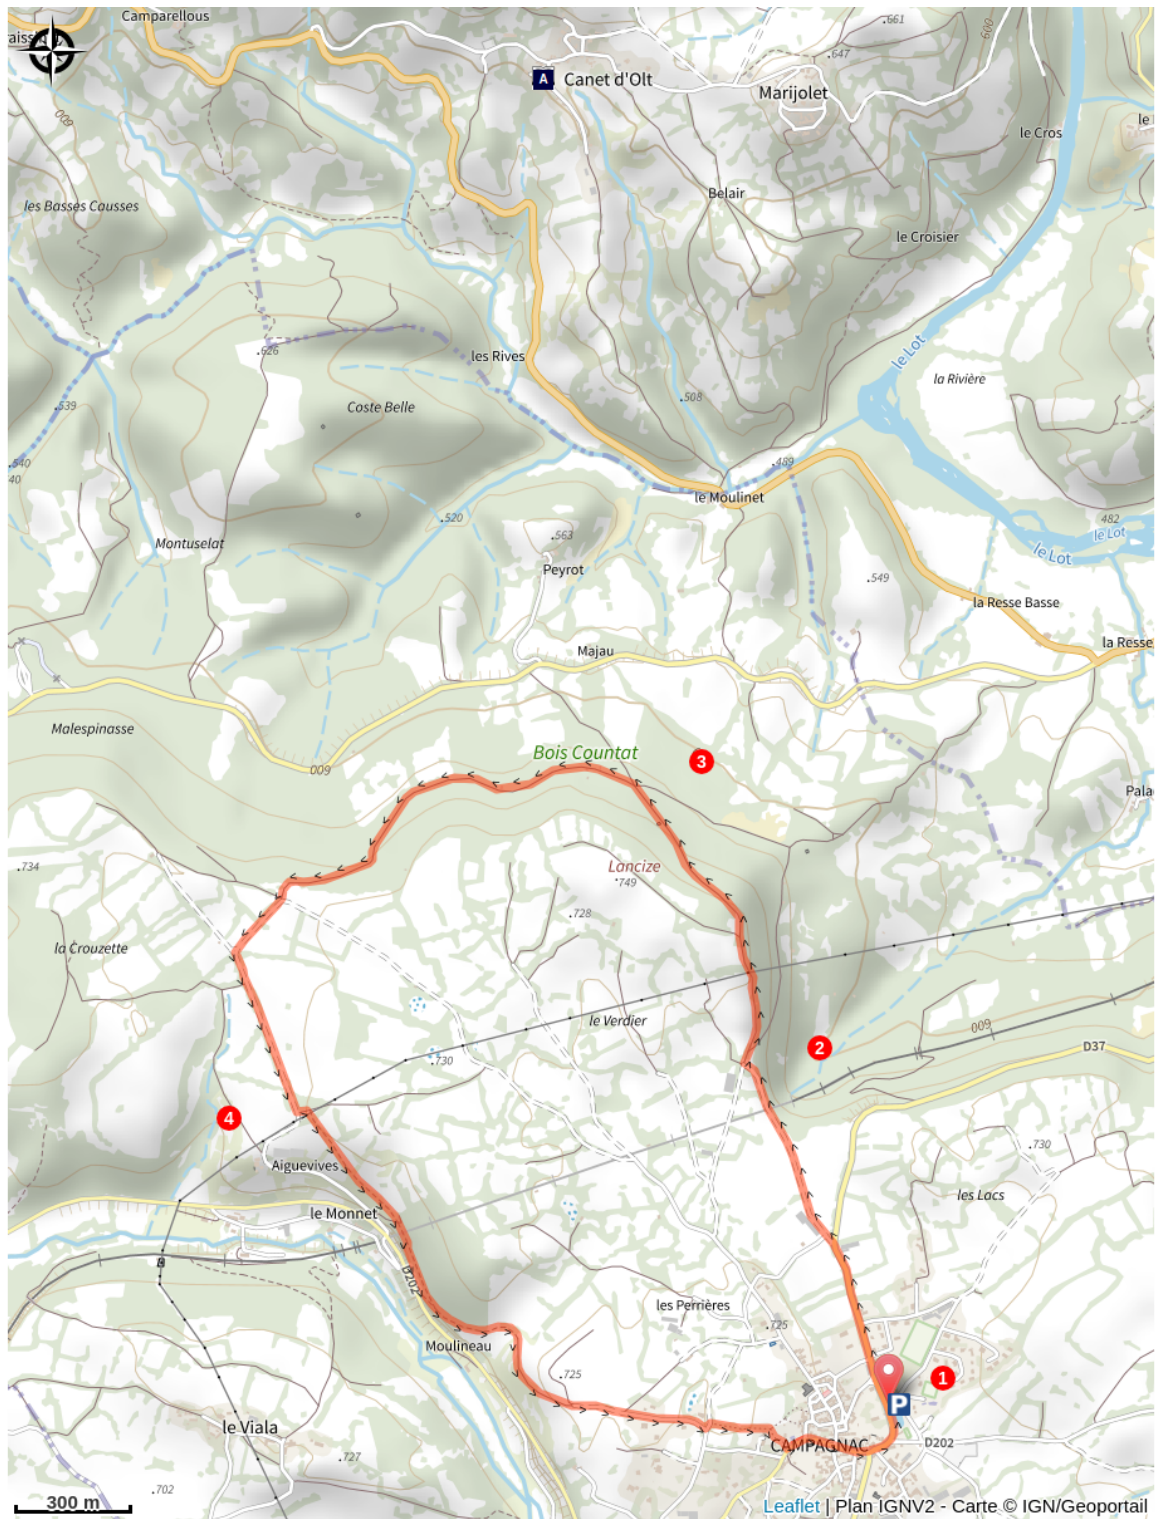 Camparellous
.661
600
.647
A
Canet d'Olt
Marijolet
009
le Cros
Belair
les Basses Causses
le Croisier
le Lot
.626
les Rives
la Rivière
.539
Coste Belle
.508
.489
.540
40
le Moulinet
482
.520
le Lot
.563
Montuselat
le Lot
Peyrot
.549
la Resse Basse
la Resse
Majau
Malespinasse
Bois Countat
3
009
Pala
.734
Lancize
.749
.728
la Crouzette
le Verdier
009
2
D37
.730
4
.730
Aiguevives
les Lacs
le Monnet
D202
les Perrières
.725
Moulineau
.725
1
P
le Viala
CAMPAGNAC
D202
.727
.702
300 m
Leaflet | Plan IGNV2 - Carte © IGN/Geoportail